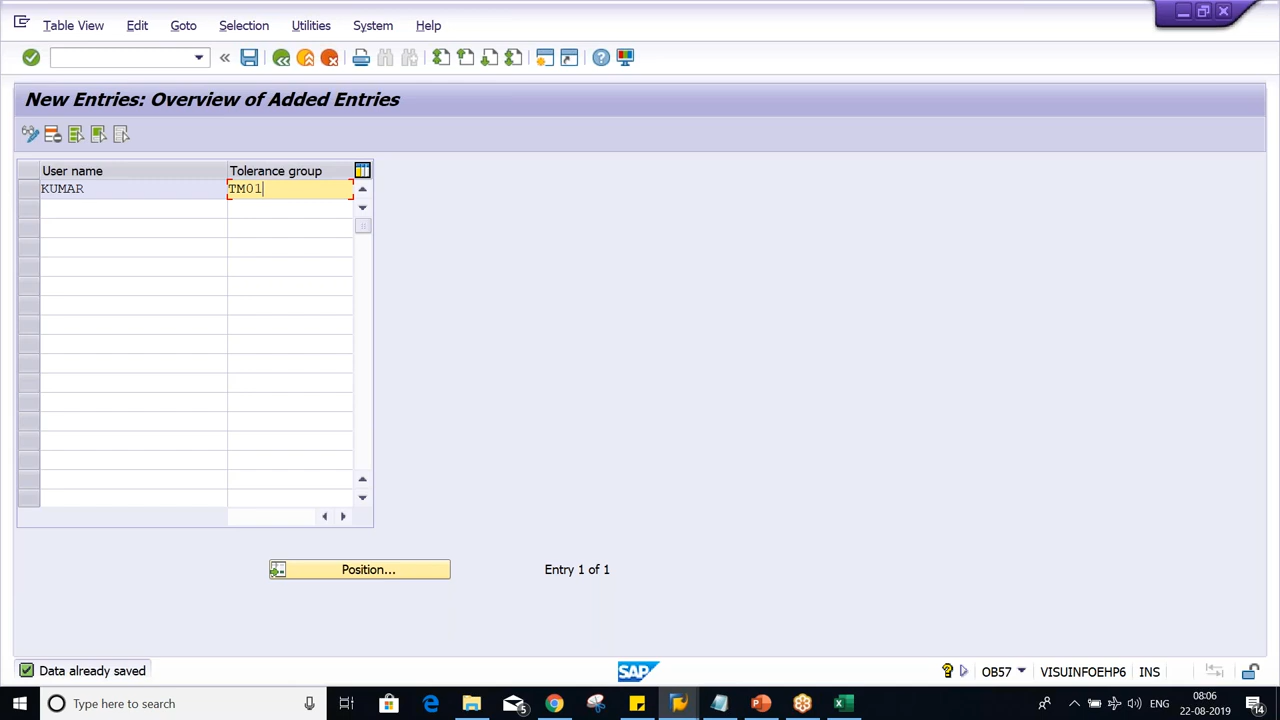 Table View Edit Goto Selection Utilities System Help
New Entries: Overview of Added Entries
User name Tolerance group
KUMAR TM01
Position... Entry 1 of 1
Data already saved SAP OB57 VISUINFOEHP6 INS
Type here to search 5 ENG 08:06
22-08-2019 14